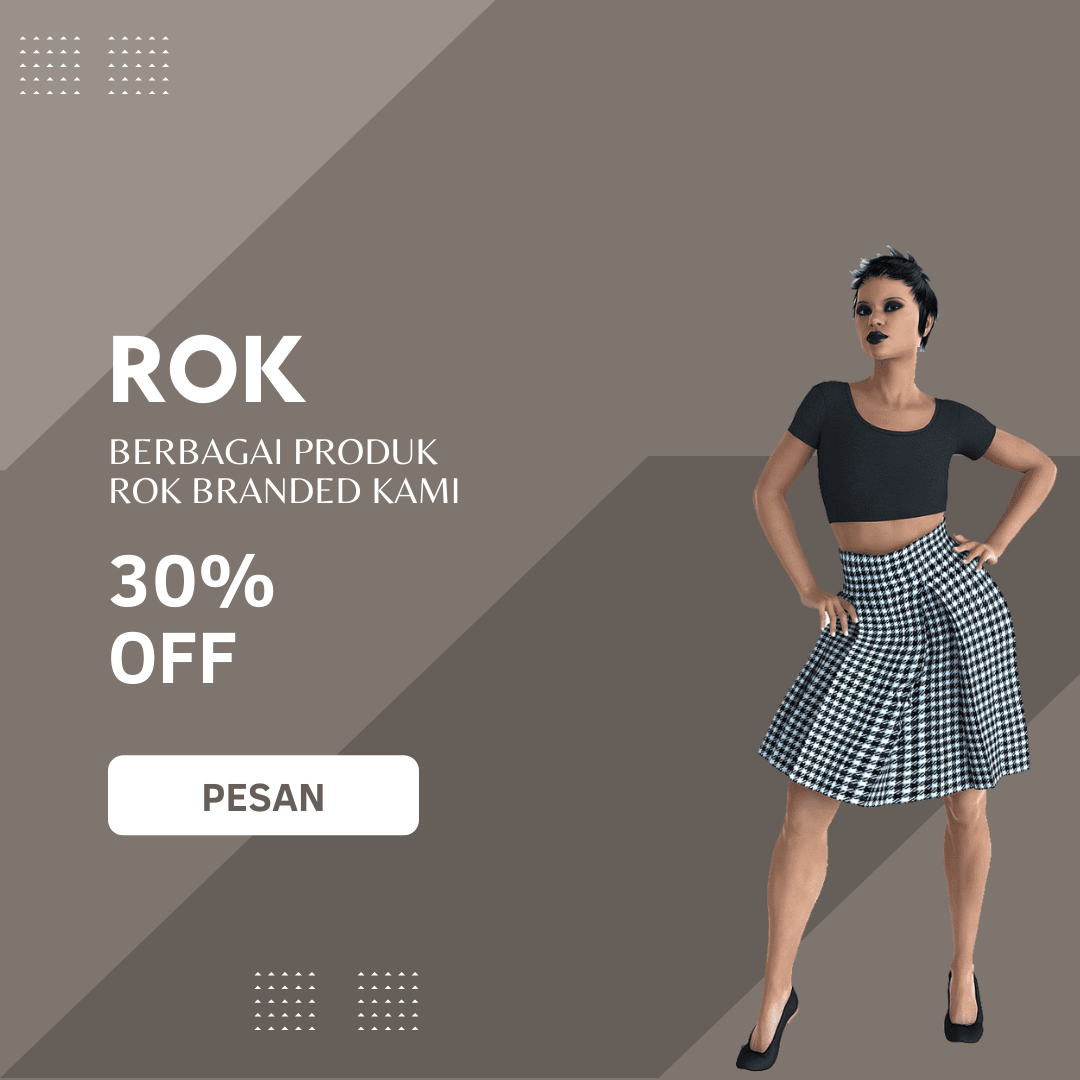 ROK
BERBAGAI PRODUK
ROK BRANDED KAMI
30%
OFF
PESAN